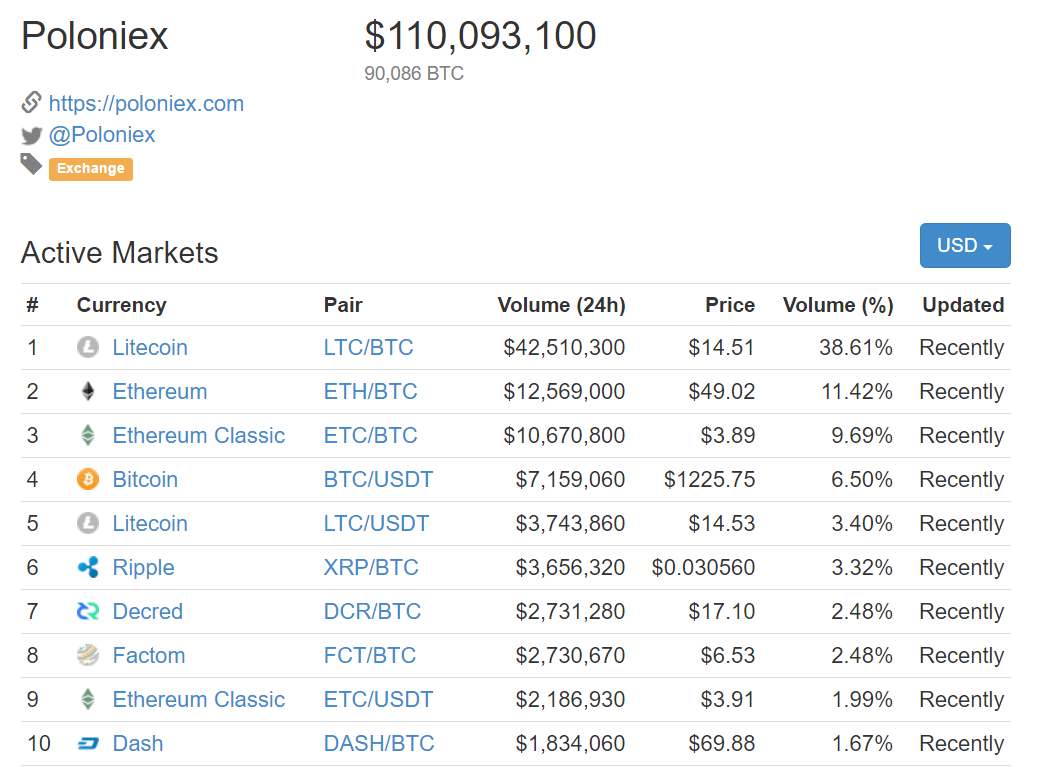 Poloniex $110,093,100
90,086 BTC
https://poloniex.com
@Poloniex
Exchange
Active Markets USD
# Currency Pair Volume (24h) Price Volume (%) Updated
1 Litecoin LTC/BTC $42,510,300 $14.51 38.61% Recently
2 Ethereum ETH/BTC $12,569,000 $49.02 11.42% Recently
3 Ethereum Classic ETC/BTC $10,670,800 $3.89 9.69% Recently
4 Bitcoin BTC/USDT $7,159,060 $1225.75 6.50% Recently
5 Litecoin LTC/USDT $3,743,860 $14.53 3.40% Recently
6 Ripple XRP/BTC $3,656,320 $0.030560 3.32% Recently
7 Decred DCR/BTC $2,731,280 $17.10 2.48% Recently
8 Factom FCT/BTC $2,730,670 $6.53 2.48% Recently
9 Ethereum Classic ETC/USDT $2,186,930 $3.91 1.99% Recently
10 Dash DASH/BTC $1,834,060 $69.88 1.67% Recently